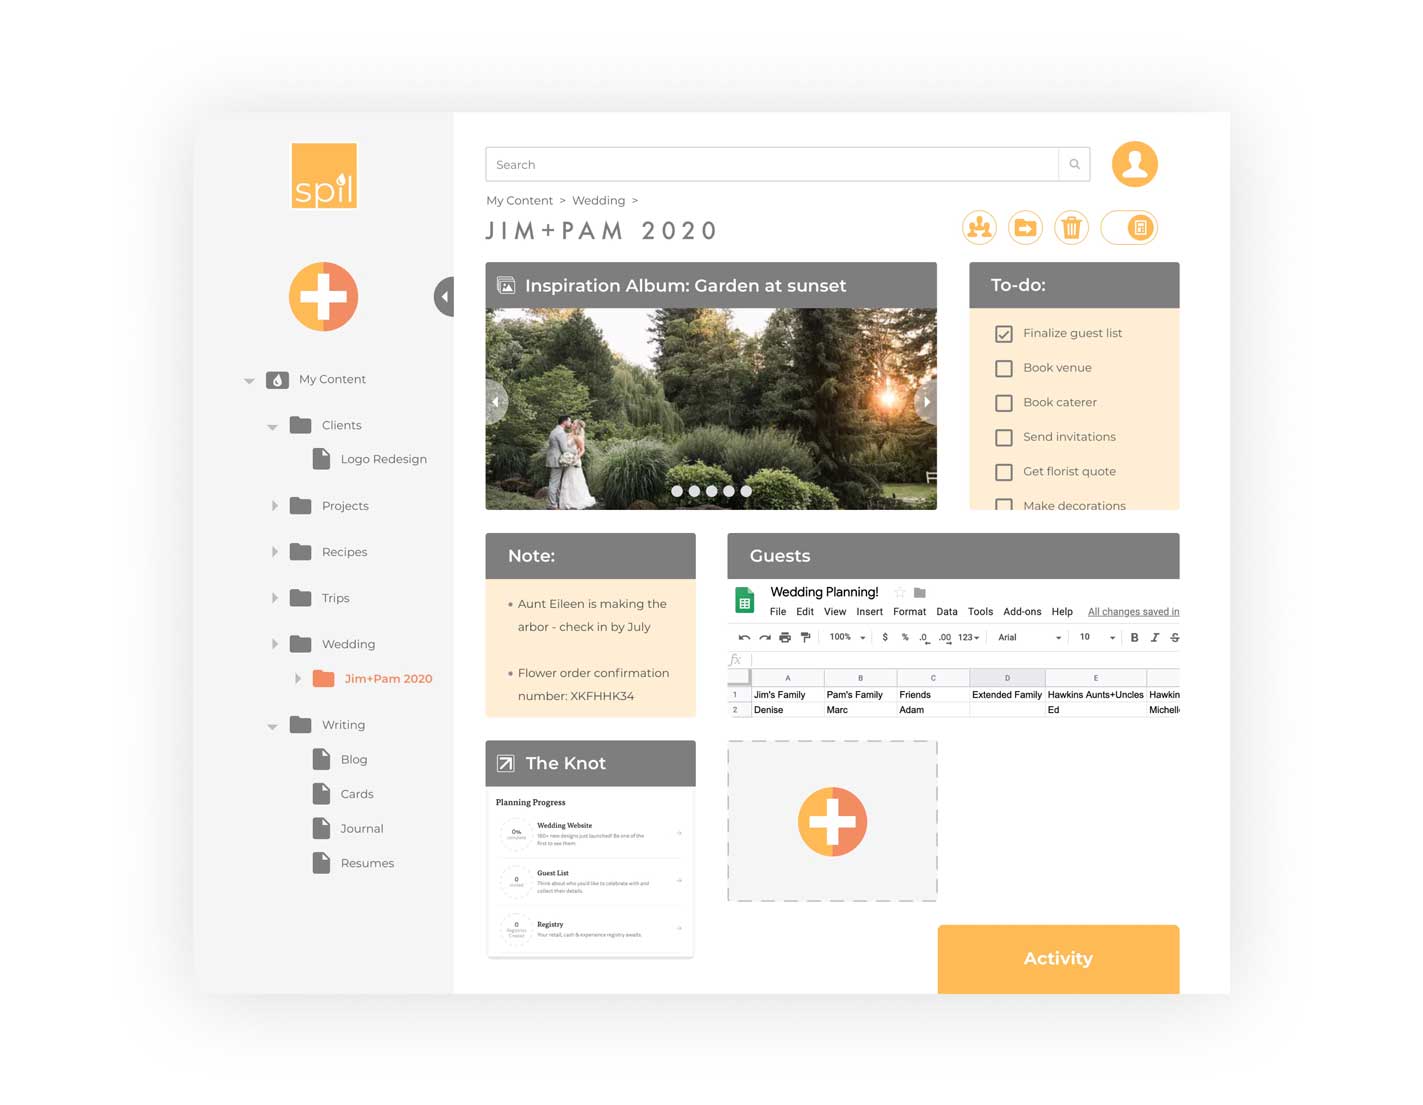 spil
My Content
Clients
Logo Redesign
Projects
Recipes
Trips
Wedding
Jim+Pam 2020
Writing
Blog
Cards
Journal
Resumes
Search
My Content > Wedding >
JIM+PAM 2020
Inspiration Album: Garden at sunset
To-do:
Finalize guest list
Book venue
Book caterer
Send invitations
Get florist quote
Make decorations
Note:
• Aunt Eileen is making the
arbor - check in by July
• Flower order confirmation
number: XKFHHK34
Guests
Wedding Planning!
File Edit View Insert Format Data Tools Add-ons Help All changes saved in
100% $ % .0 .00 123 Arial 10 B I S
fx
A B C D E
1 Jim's Family Pam's Family Friends Extended Family Hawkins Aunts+Uncles Hawkin
2 Denise Marc Adam Ed Michell
The Knot
Planning Progress
0%
complete
Wedding Website
180+ new designs just launched! Be one of the
first to see them.
0
invited
Guest List
Think about who you'd like to celebrate with and
collect their details.
0
Registries
Created
Registry
Your retail, cash & experience registry awaits.
Activity